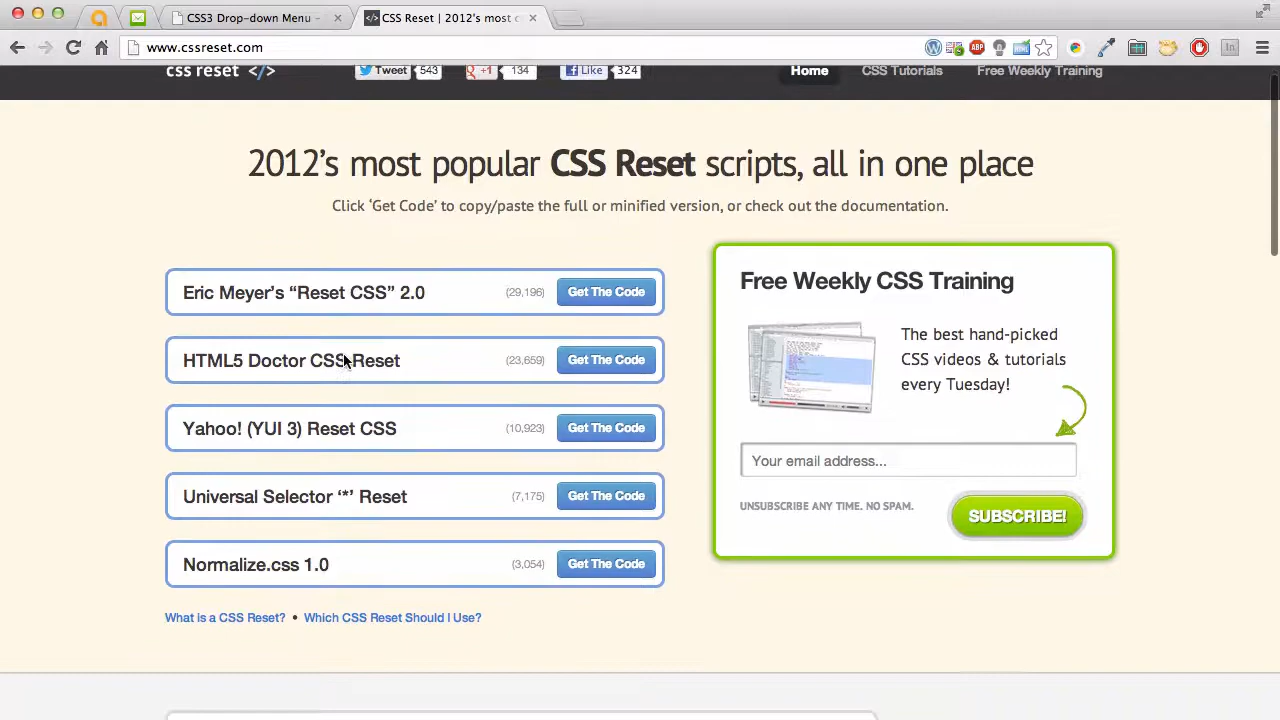 CSS3 Drop-down Menu -
CSS Reset | 2012's most c
www.cssreset.com
css reset </>
Tweet 543
+1 134
Like 324
Home
CSS Tutorials
Free Weekly Training
2012's most popular CSS Reset scripts, all in one place
Click 'Get Code' to copy/paste the full or minified version, or check out the documentation.
Eric Meyer's “Reset CSS” 2.0 (29,196) Get The Code
HTML5 Doctor CSS Reset (23,659) Get The Code
Yahoo! (YUI 3) Reset CSS (10,923) Get The Code
Universal Selector ‘*’ Reset (7,175) Get The Code
Normalize.css 1.0 (3,054) Get The Code
What is a CSS Reset? • Which CSS Reset Should I Use?
Free Weekly CSS Training
The best hand-picked
CSS videos & tutorials
every Tuesday!
Your email address...
UNSUBSCRIBE ANY TIME. NO SPAM.
SUBSCRIBE!